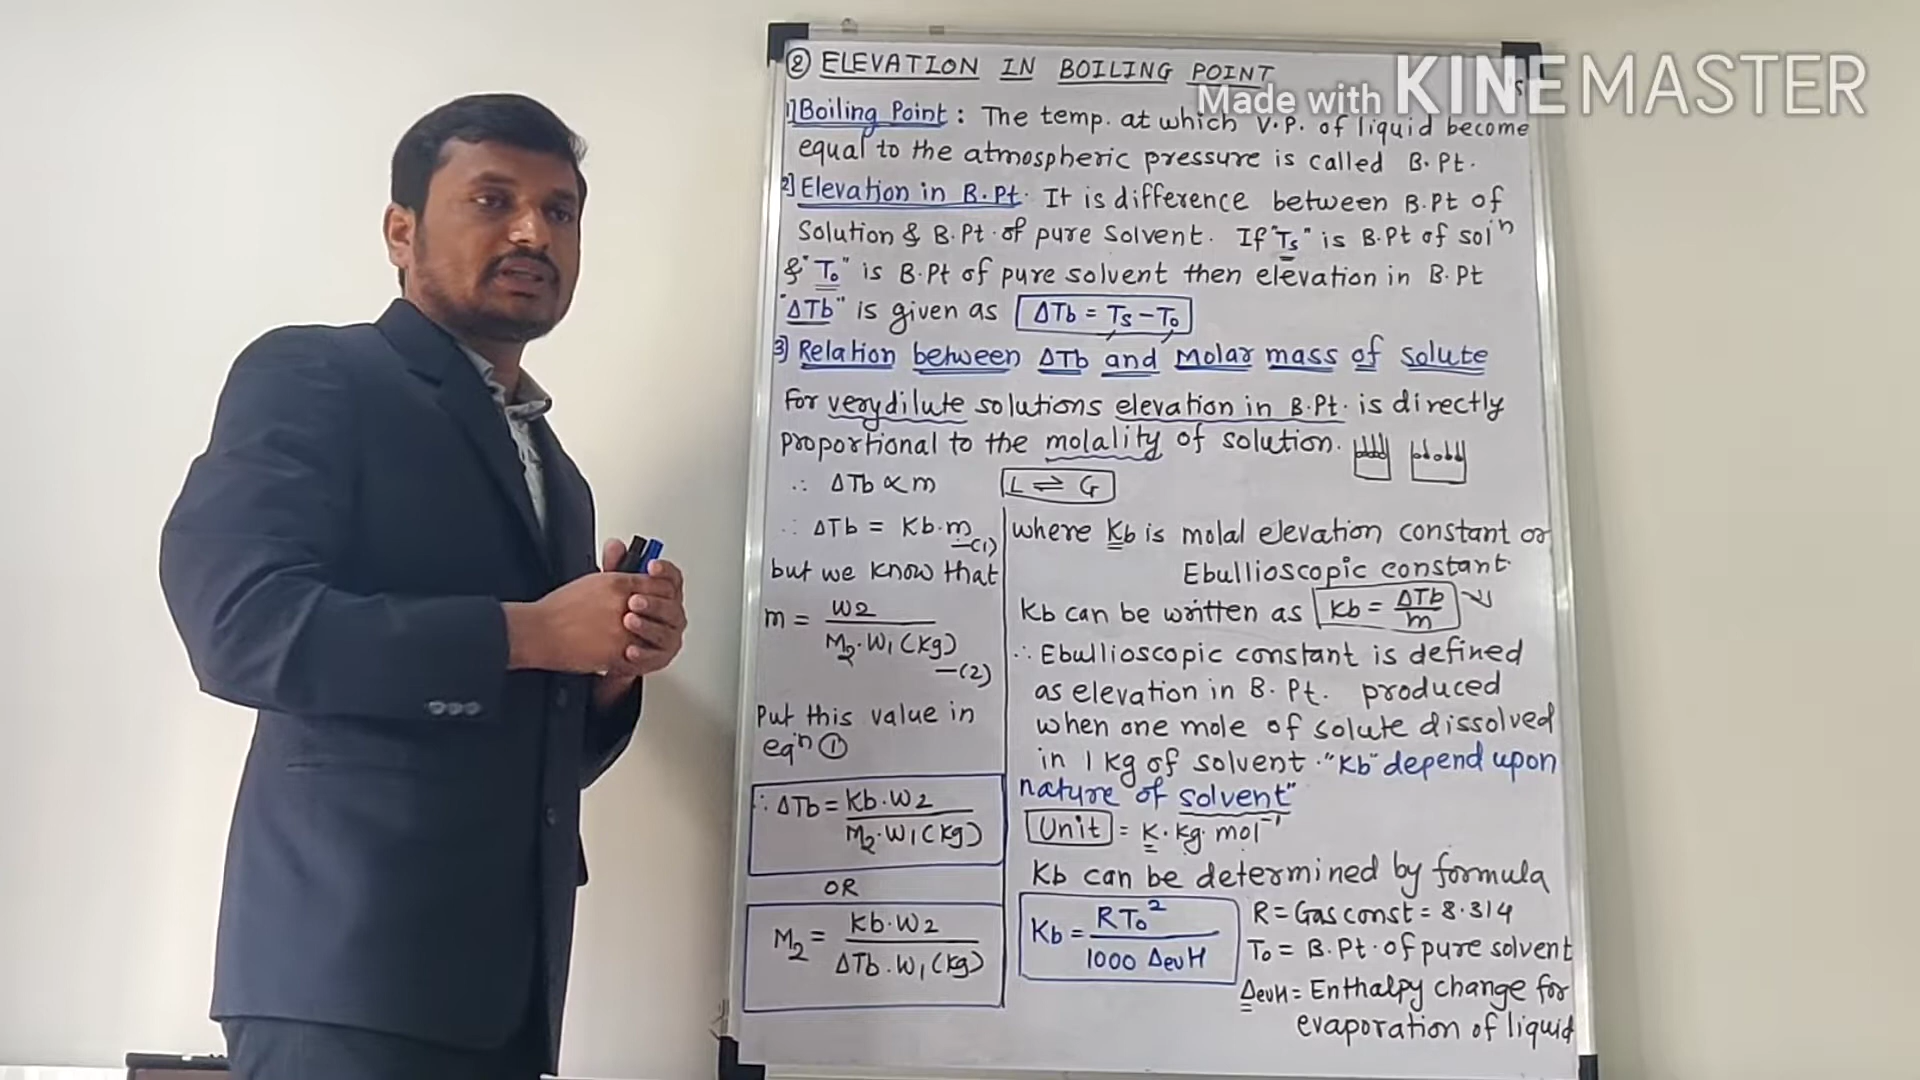 ② ELEVATION IN BOILING POINT
Made with KINEMASTER
1] Boiling Point : The temp. at which V.P. of liquid become
equal to the atmospheric pressure is called B.Pt.
2] Elevation in B.Pt. It is difference between B.Pt of
Solution & B.Pt. of pure Solvent. If "Ts" is B.Pt of solⁿ
& "T₀" is B.Pt of pure solvent then elevation in B.Pt
"ΔTb" is given as ΔTb = Ts − T₀
3] Relation between ΔTb and Molar mass of solute
For very dilute solutions elevation in B.Pt. is directly
proportional to the molality of solution.
∴ ΔTb ∝ m L ⇌ G
∴ ΔTb = Kb·m —(1)
but we know that
m = W2 / M₂·W₁(Kg) —(2)
Put this value in
eqⁿ ①
∴ ΔTb = Kb·W2 / M₂·W₁(Kg)
OR
M₂ = Kb·W2 / ΔTb·W₁(Kg)
where Kb is molal elevation constant or
Ebullioscopic constant.
Kb can be written as Kb = ΔTb / m
∴ Ebullioscopic constant is defined
as elevation in B.Pt. produced
when one mole of solute dissolved
in 1 kg of solvent. "Kb" depend upon
nature of solvent"
Unit = K·kg·mol⁻¹
Kb can be determined by formula
Kb = RT₀² / 1000 ΔevH
R = Gas const = 8.314
T₀ = B.Pt. of pure solvent
ΔevH = Enthalpy change for
evaporation of liquid